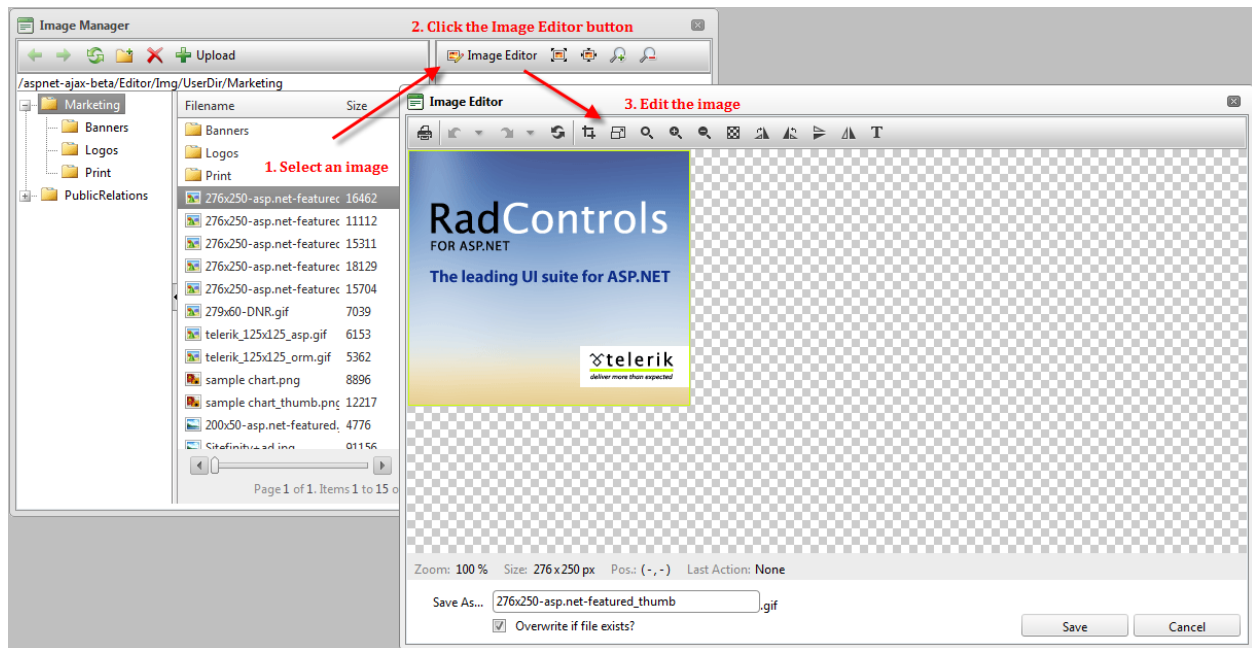 Image Manager
2. Click the Image Editor button
Upload
Image Editor
/aspnet-ajax-beta/Editor/Img/UserDir/Marketing
Marketing
Banners
Logos
Print
PublicRelations
Filename Size
Banners
Logos
Print
1. Select an image
276x250-asp.net-featurec 16462
276x250-asp.net-featurec 11112
276x250-asp.net-featurec 15311
276x250-asp.net-featurec 18129
276x250-asp.net-featurec 15704
279x60-DNR.gif 7039
telerik_125x125_asp.gif 6153
telerik_125x125_orm.gif 5362
sample chart.png 8896
sample chart_thumb.pnç 12217
200x50-asp.net-featured. 4776
Sitefinity+ad.jpg 91156
Page 1 of 1. Items 1 to 15 o
Image Editor
3. Edit the image
T
RadControls
FOR ASP.NET
The leading UI suite for ASP.NET
telerik
deliver more than expected
Zoom: 100 % Size: 276 x 250 px Pos.: ( - , - ) Last Action: None
Save As... 276x250-asp.net-featured_thumb .gif
Overwrite if file exists?
Save Cancel